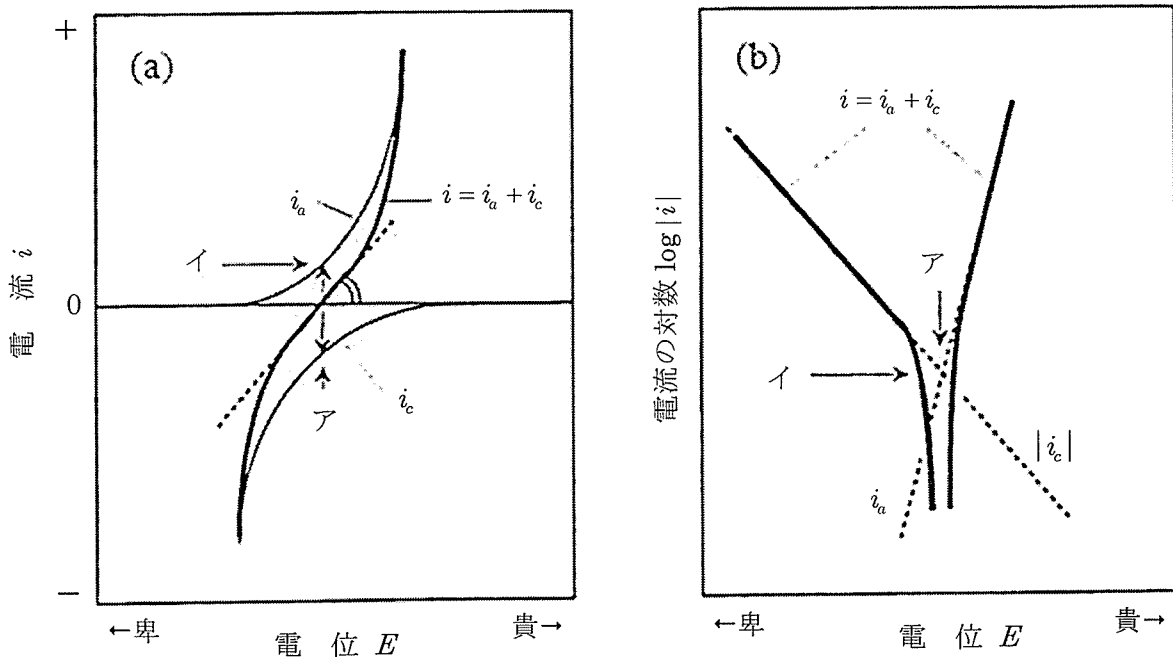 (a)
+
0
−
電 流 i
i_a
i = i_a + i_c
イ
ア
i_c
←卑
貴→
電 位 E
(b)
i = i_a + i_c
電流の対数 log|i|
ア
イ
|i_c|
i_a
←卑
貴→
電 位 E